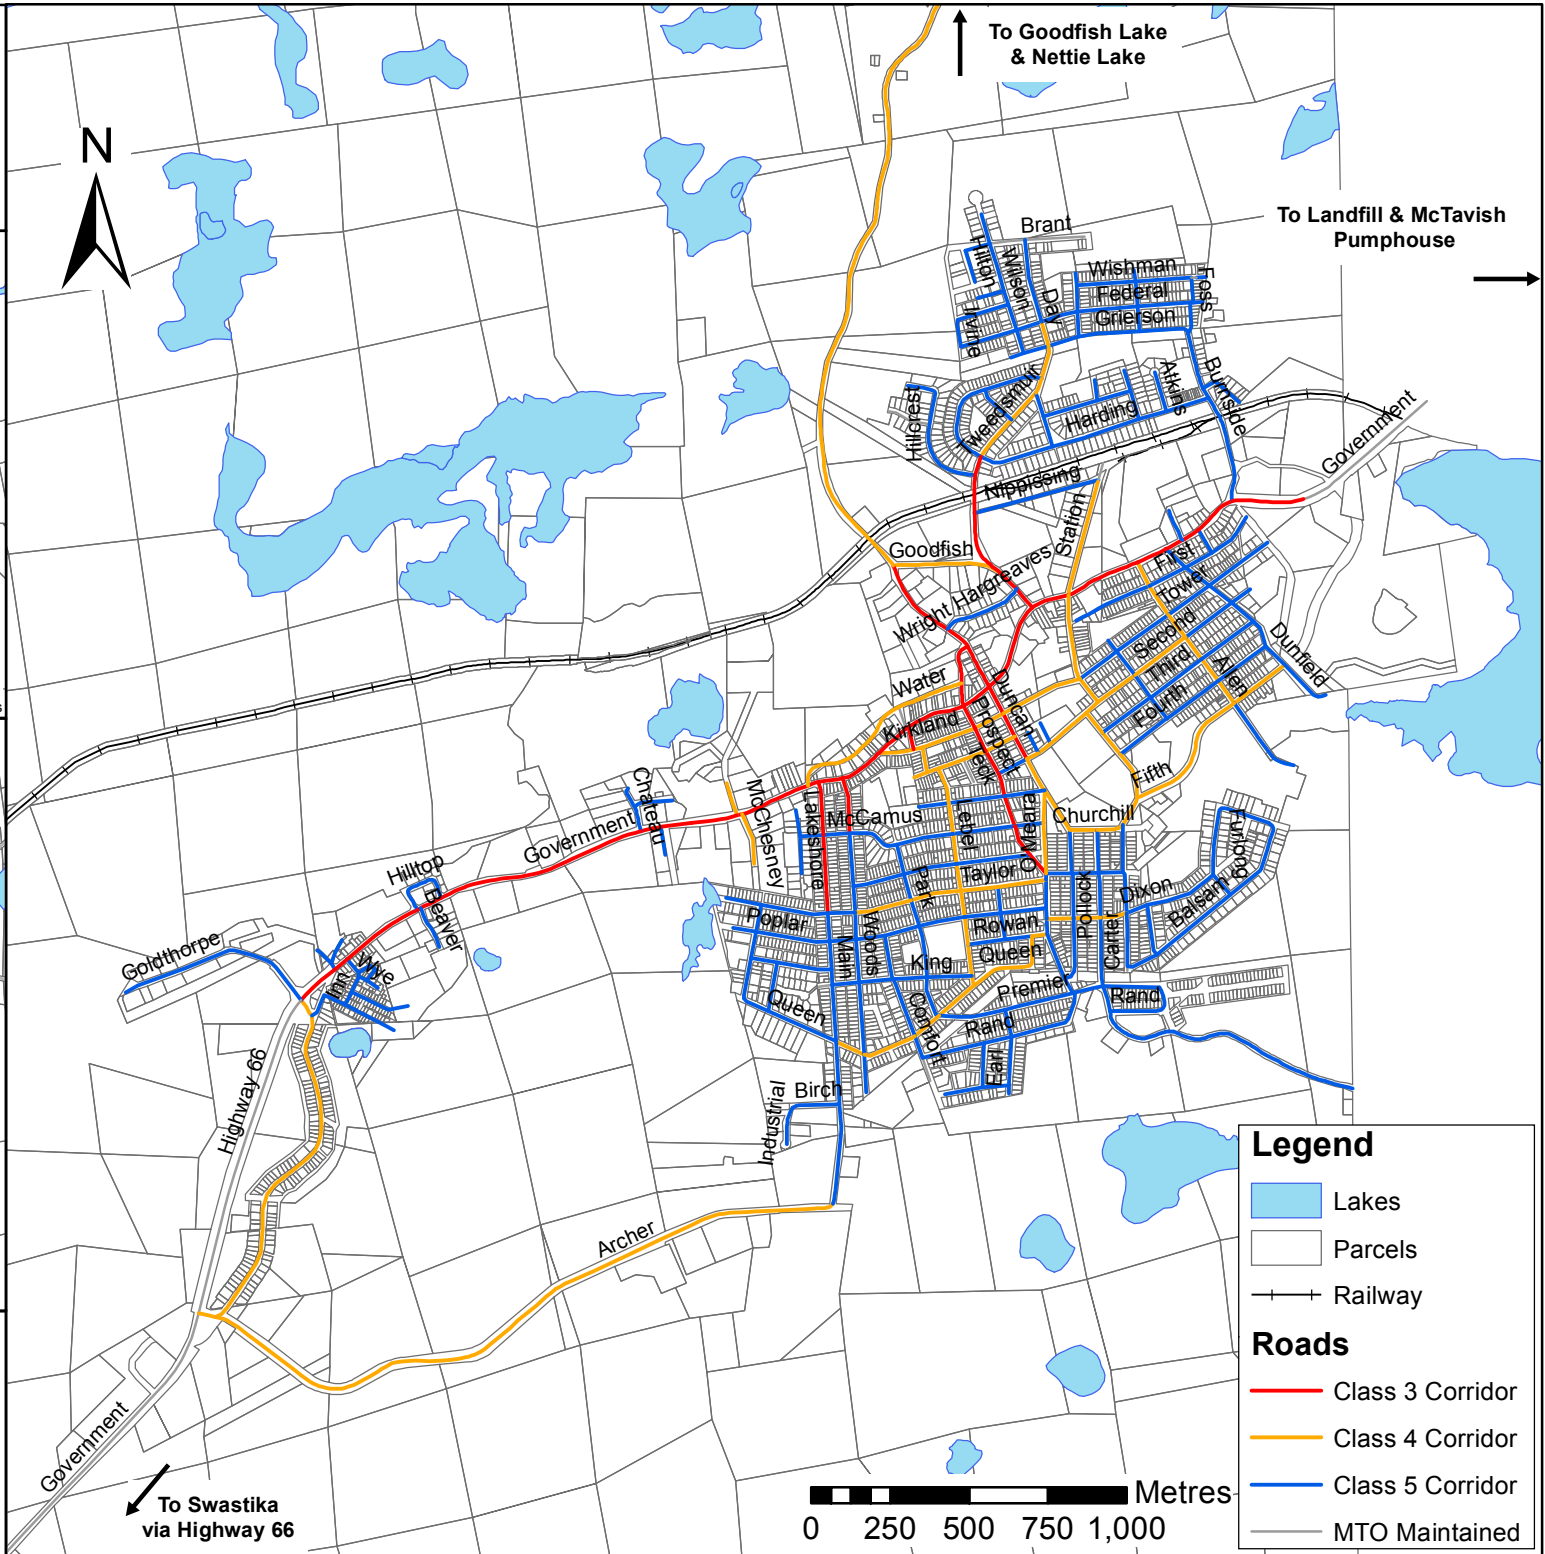 To Goodfish Lake
& Nettie Lake
N
To Landfill & McTavish
Pumphouse
Brant
Hilton
Wilson
Wishman
Foss
Federal
Day
Irvine
Grierson
Tweedsmuir
Atkins
Burnside
Hillcrest
Harding
Government
Nippissing
Station
Goodfish
Wright Hargreaves
First
Tower
Second
Third
Dunfield
Allen
Fourth
Water
Duncan
Prospect
Kirkland
Teck
Fifth
Chateau
McChesney
Lakeshore
McCamus
Lebel
O'Meara
Churchill
Furlong
Government
Hilltop
Beaver
Taylor
Park
Pollock
Dixon
Balsam
Poplar
Woods
Rowan
Carter
Goldthorpe
Wye
Inn
Main
Queen
King
Premier
Queen
Comfort
Rand
Rand
Earl
Highway 66
Birch
Industrial
Archer
Government
To Swastika
via Highway 66
Metres
0 250 500 750 1,000
Legend
Lakes
Parcels
Railway
Roads
Class 3 Corridor
Class 4 Corridor
Class 5 Corridor
MTO Maintained